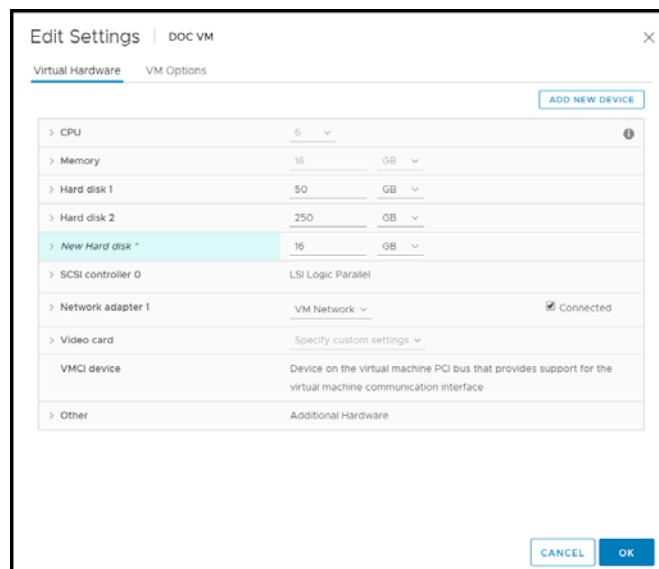 Edit Settings | DOC VM
Virtual Hardware VM Options
ADD NEW DEVICE
CPU 6
Memory 16 GB
Hard disk 1 50 GB
Hard disk 2 250 GB
New Hard disk * 16 GB
SCSI controller 0 LSI Logic Parallel
Network adapter 1 VM Network Connected
Video card Specify custom settings
VMCI device Device on the virtual machine PCI bus that provides support for the
virtual machine communication interface
Other Additional Hardware
CANCEL OK